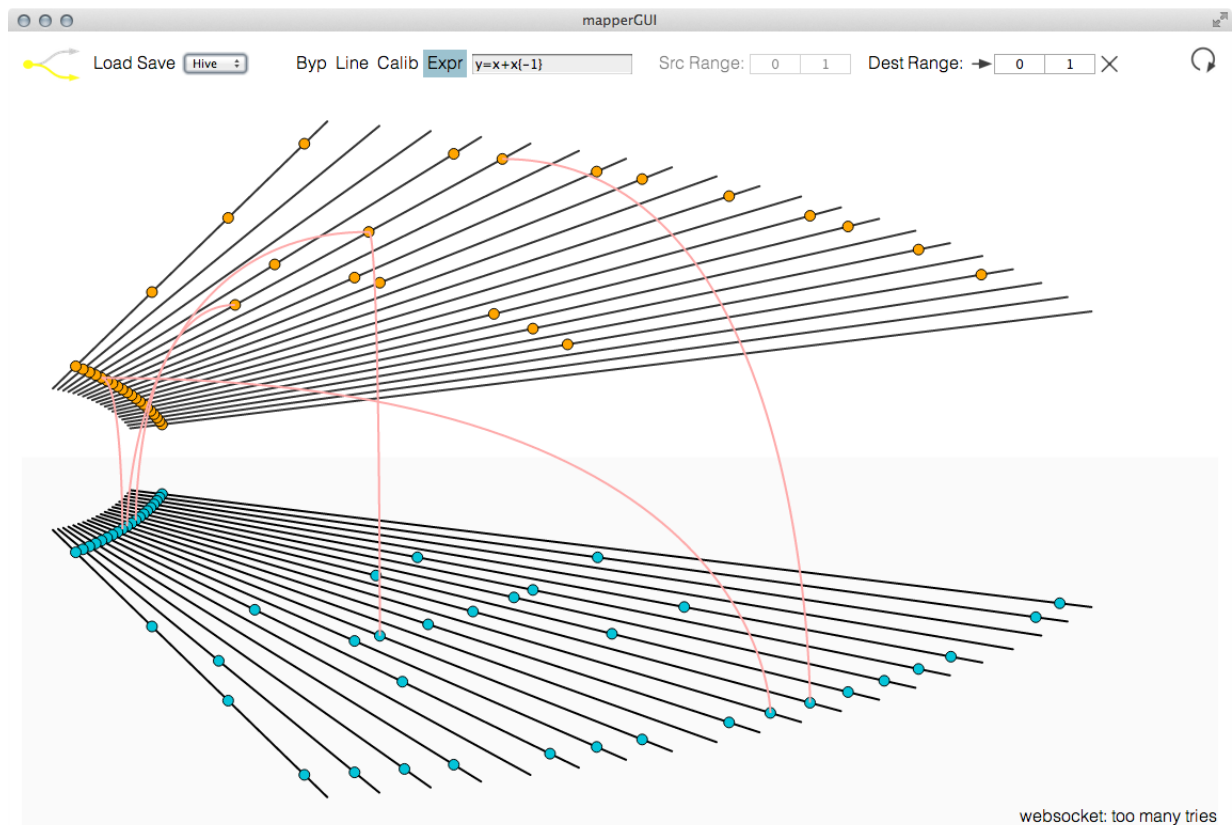 mapperGUI
Load Save Hive Byp Line Calib Expr y=x+x{-1} Src Range: 0 1 Dest Range: 0 1
websocket: too many tries